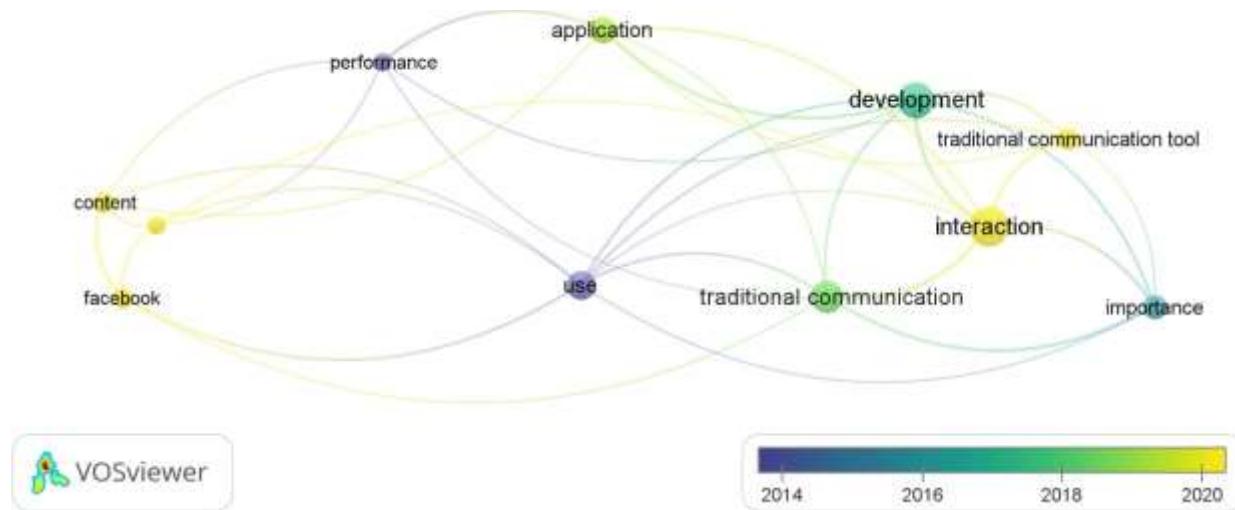 application
performance
development
traditional communication tool
content
interaction
use
traditional communication
facebook
importance
VOSviewer
2014
2016
2018
2020